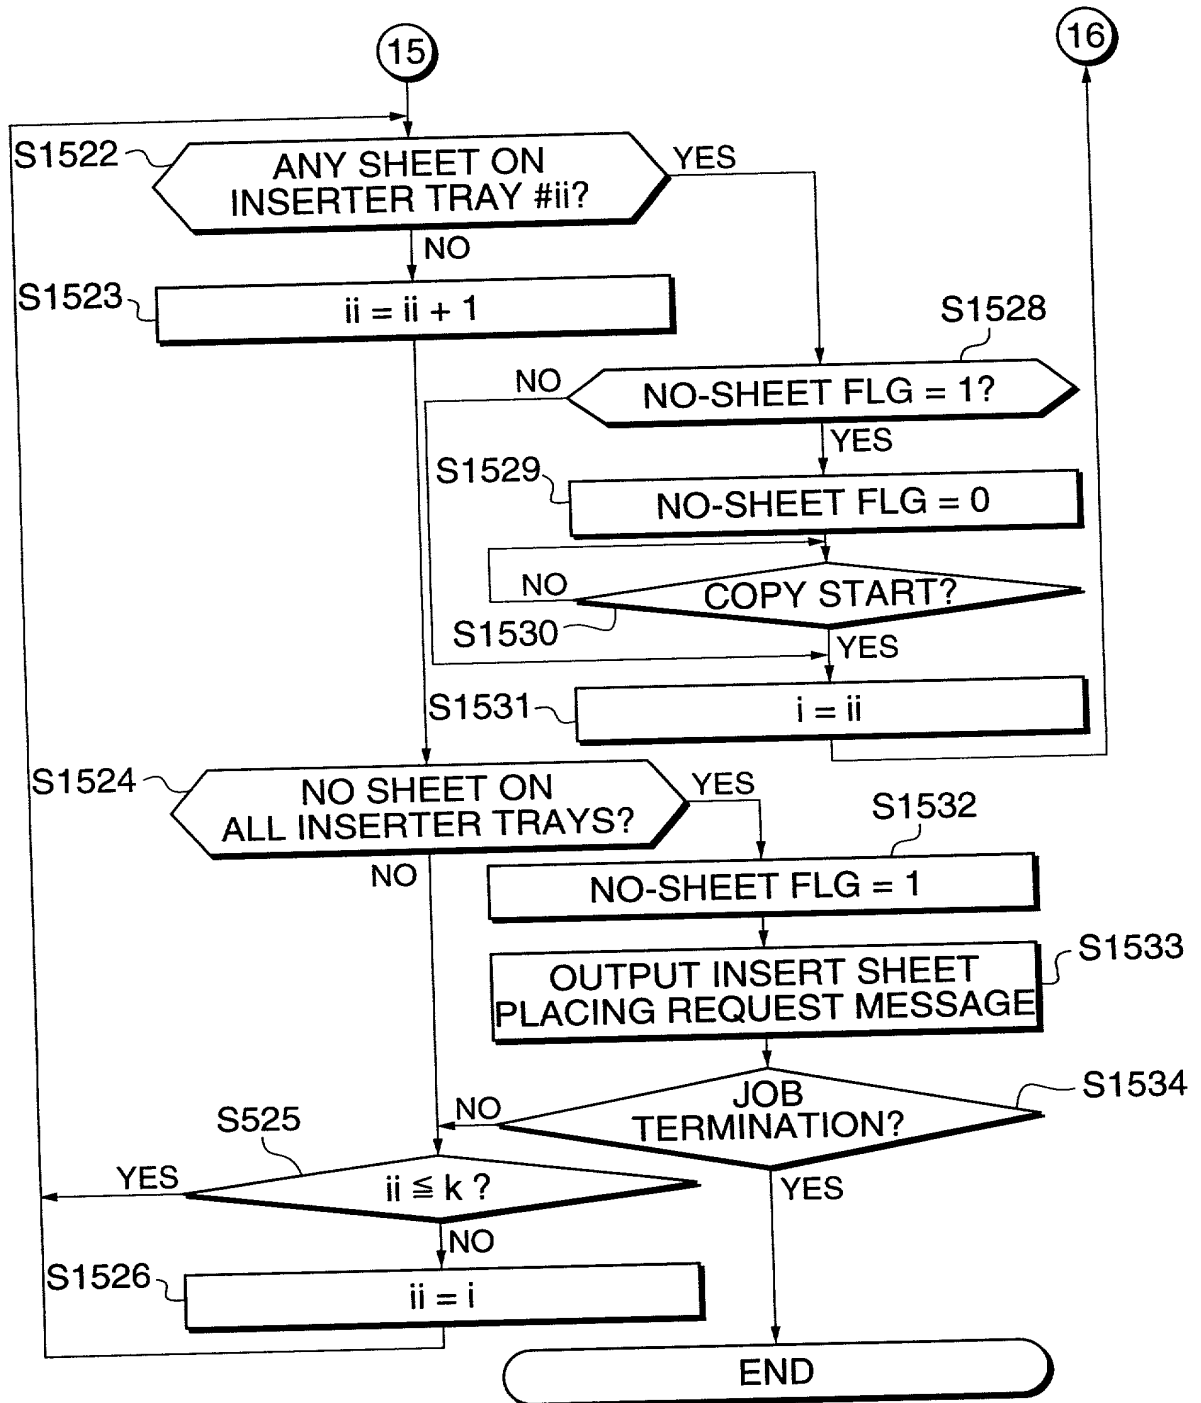 15
16
S1522
ANY SHEET ON
INSERTER TRAY #ii?
YES
NO
S1523
ii = ii + 1
S1528
NO
NO-SHEET FLG = 1?
YES
S1529
NO-SHEET FLG = 0
NO
COPY START?
S1530
YES
S1531
i = ii
S1524
NO SHEET ON
ALL INSERTER TRAYS?
YES
NO
S1532
NO-SHEET FLG = 1
S1533
OUTPUT INSERT SHEET
PLACING REQUEST MESSAGE
S1534
JOB
TERMINATION?
NO
YES
S525
YES
ii ≦ k ?
NO
S1526
ii = i
END